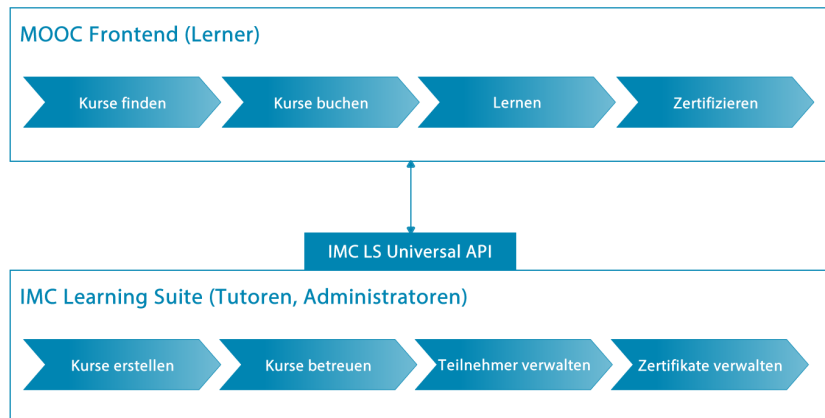 MOOC Frontend (Lerner)
Kurse finden
Kurse buchen
Lernen
Zertifizieren
IMC LS Universal API
IMC Learning Suite (Tutoren, Administratoren)
Kurse erstellen
Kurse betreuen
Teilnehmer verwalten
Zertifikate verwalten